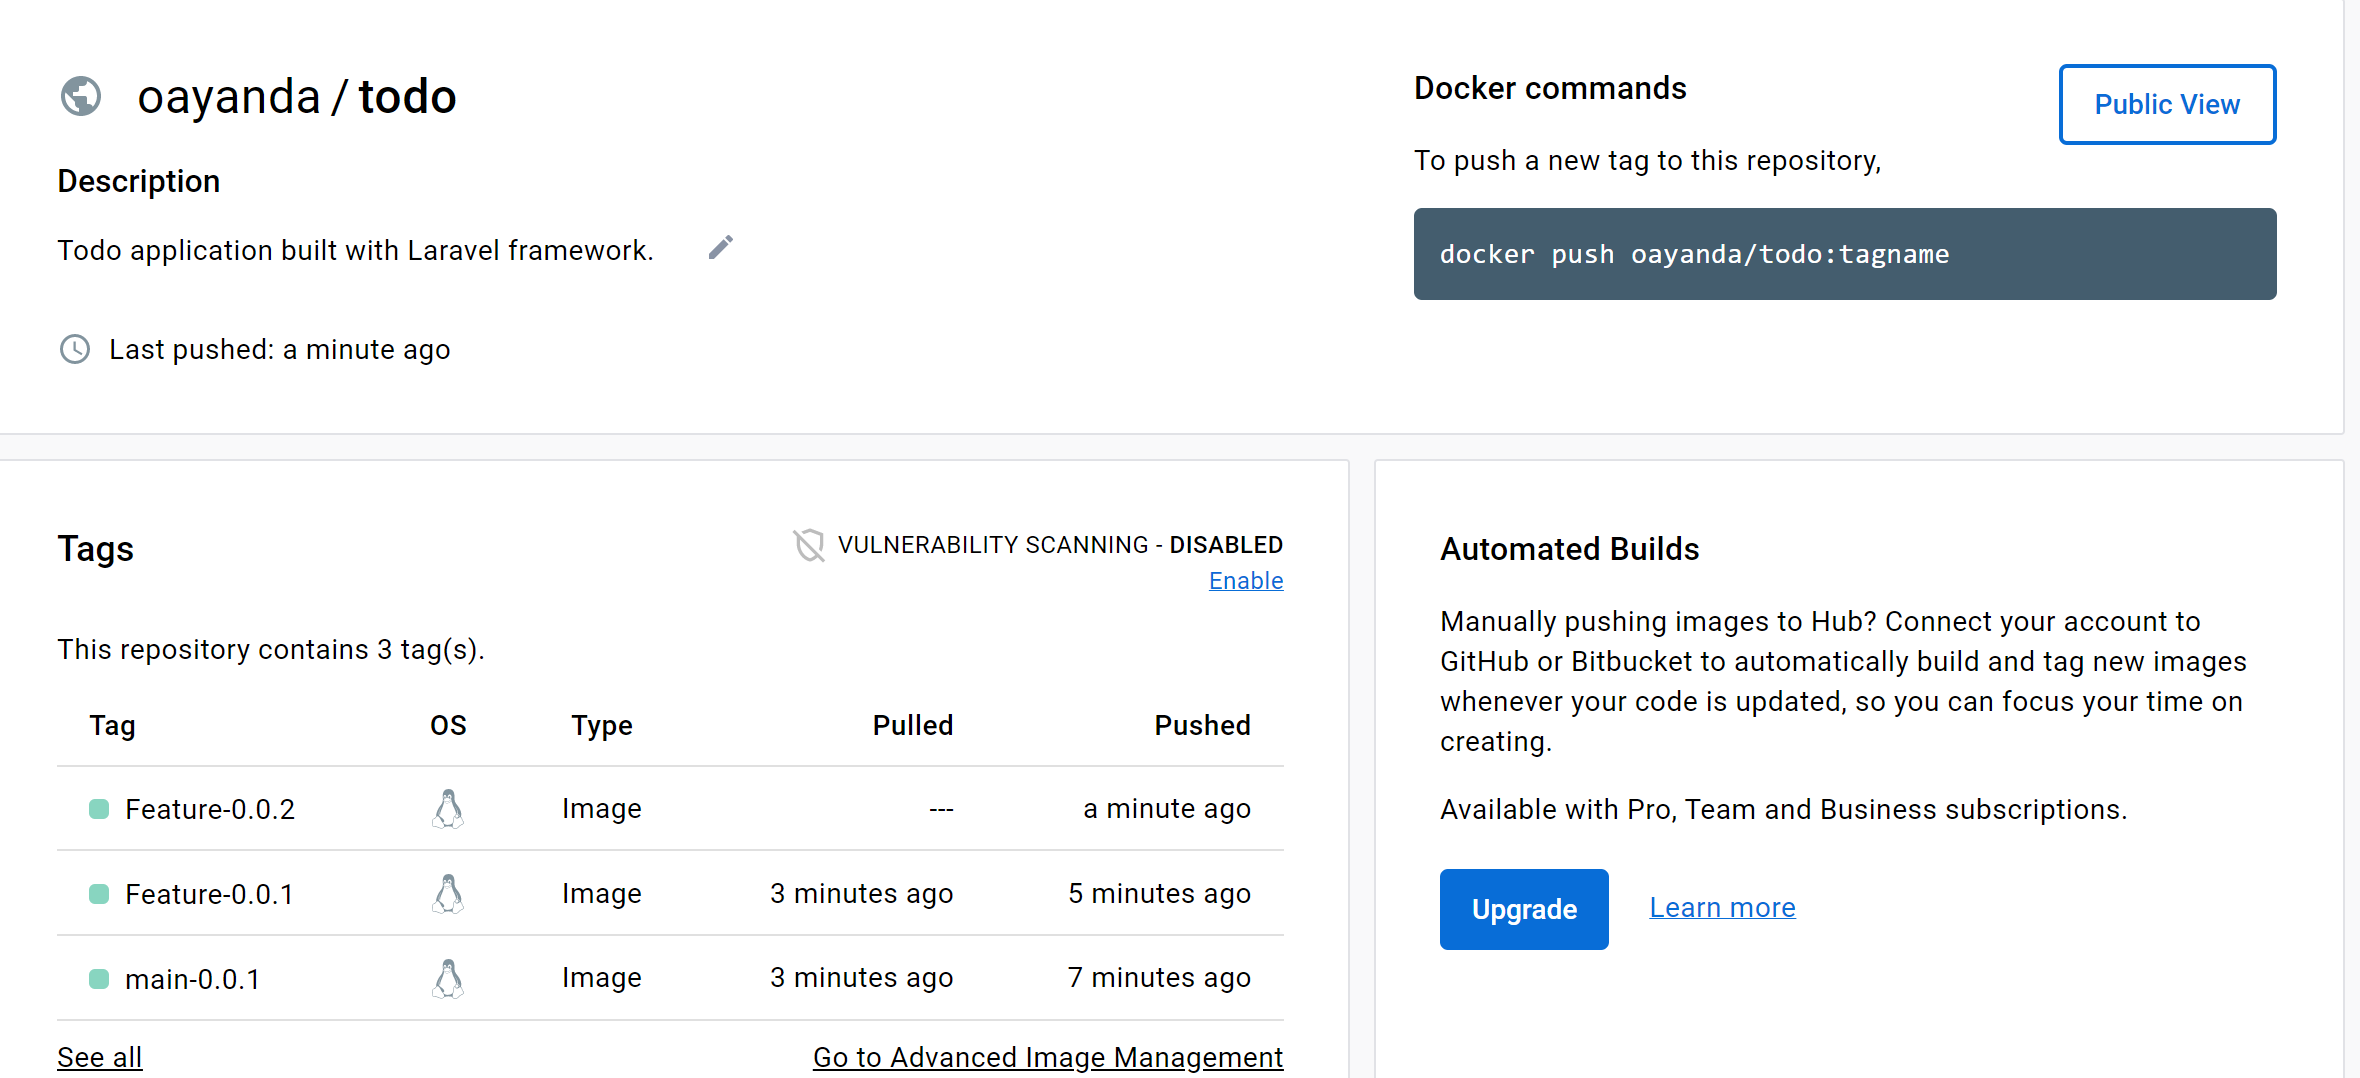 oayanda / todo
Description
Todo application built with Laravel framework.
Last pushed: a minute ago
Docker commands
Public View
To push a new tag to this repository,
docker push oayanda/todo:tagname
Tags
VULNERABILITY SCANNING - DISABLED
Enable
This repository contains 3 tag(s).
Tag OS Type Pulled Pushed
Feature-0.0.2 Image --- a minute ago
Feature-0.0.1 Image 3 minutes ago 5 minutes ago
main-0.0.1 Image 3 minutes ago 7 minutes ago
See all Go to Advanced Image Management
Automated Builds
Manually pushing images to Hub? Connect your account to
GitHub or Bitbucket to automatically build and tag new images
whenever your code is updated, so you can focus your time on
creating.
Available with Pro, Team and Business subscriptions.
Upgrade Learn more